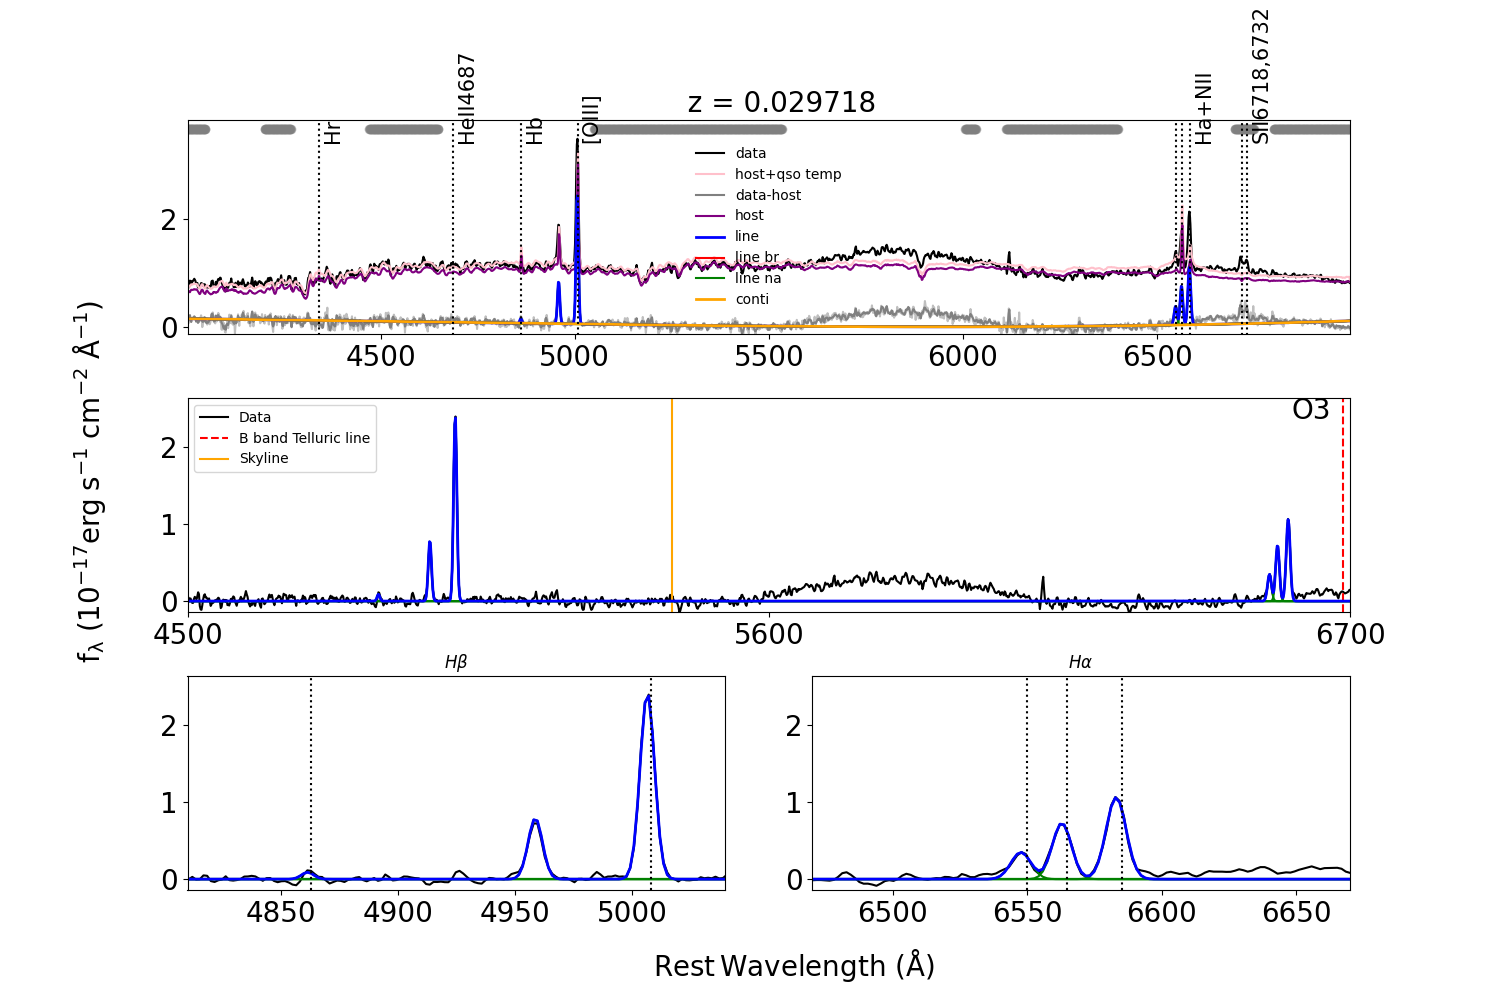 z = 0.029718
Hr
HeII4687
Hb
[OIII]
Ha+NII
SII6718,6732
data
host+qso temp
data-host
host
line
line br
line na
conti
2
0
4500 5000 5500 6000 6500
f_λ (10^{-17}erg s^{-1} cm^{-2} Å^{-1})
Data
B band Telluric line
Skyline
O3
2
1
0
4500 5600 6700
Hβ
2
1
0
4850 4900 4950 5000
Hα
2
1
0
6500 6550 6600 6650
Rest Wavelength (Å)